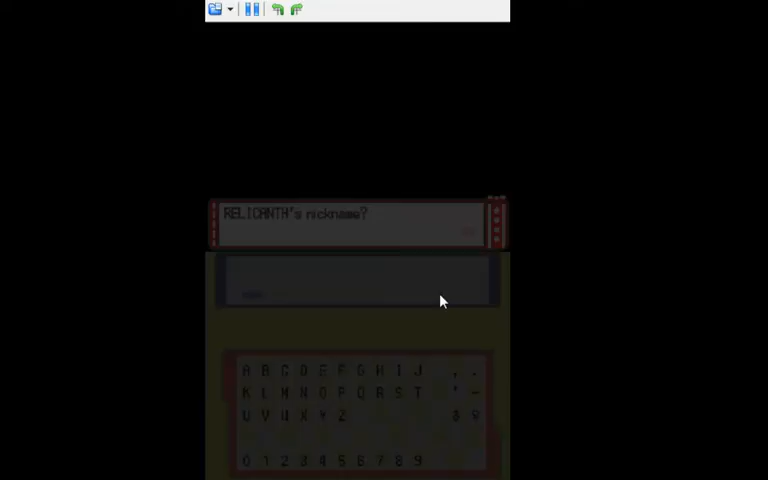 RELICANTH's nickname?
A B C D E F G H I J , .
K L M N O P Q R S T ' -
U V W X Y Z ♂ ♀
0 1 2 3 4 5 6 7 8 9